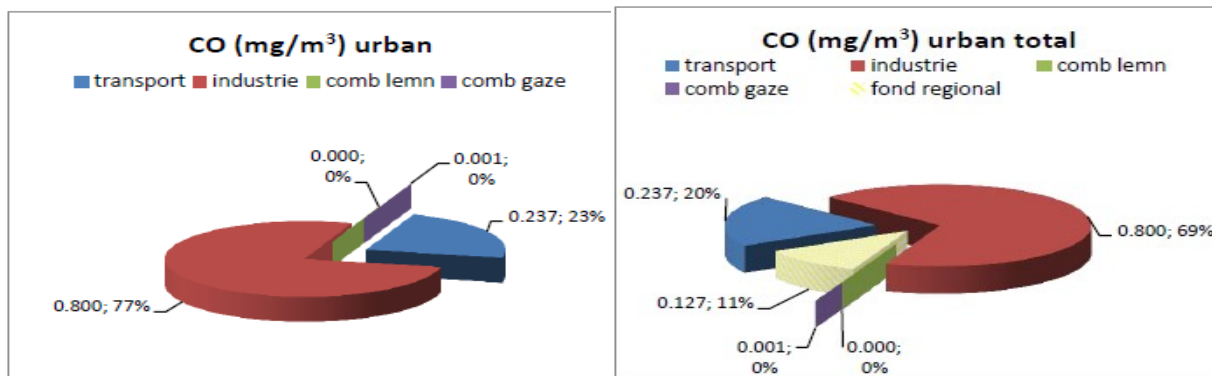 CO (mg/m³) urban
transport industrie comb lemn comb gaze
0.000;
0%
0.001;
0%
0.237; 23%
0.800; 77%
CO (mg/m³) urban total
transport industrie comb lemn
comb gaze fond regional
0.237; 20%
0.800; 69%
0.127; 11%
0.001;
0%
0.000;
0%